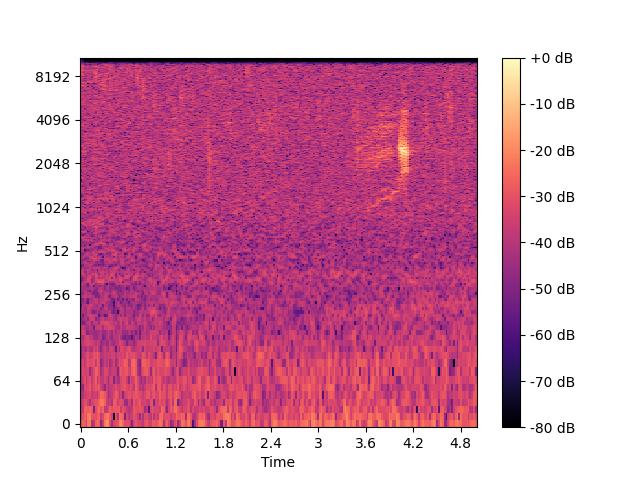 8192
4096
2048
1024
512
256
128
64
0
Hz
0 0.6 1.2 1.8 2.4 3 3.6 4.2 4.8
Time
+0 dB
-10 dB
-20 dB
-30 dB
-40 dB
-50 dB
-60 dB
-70 dB
-80 dB